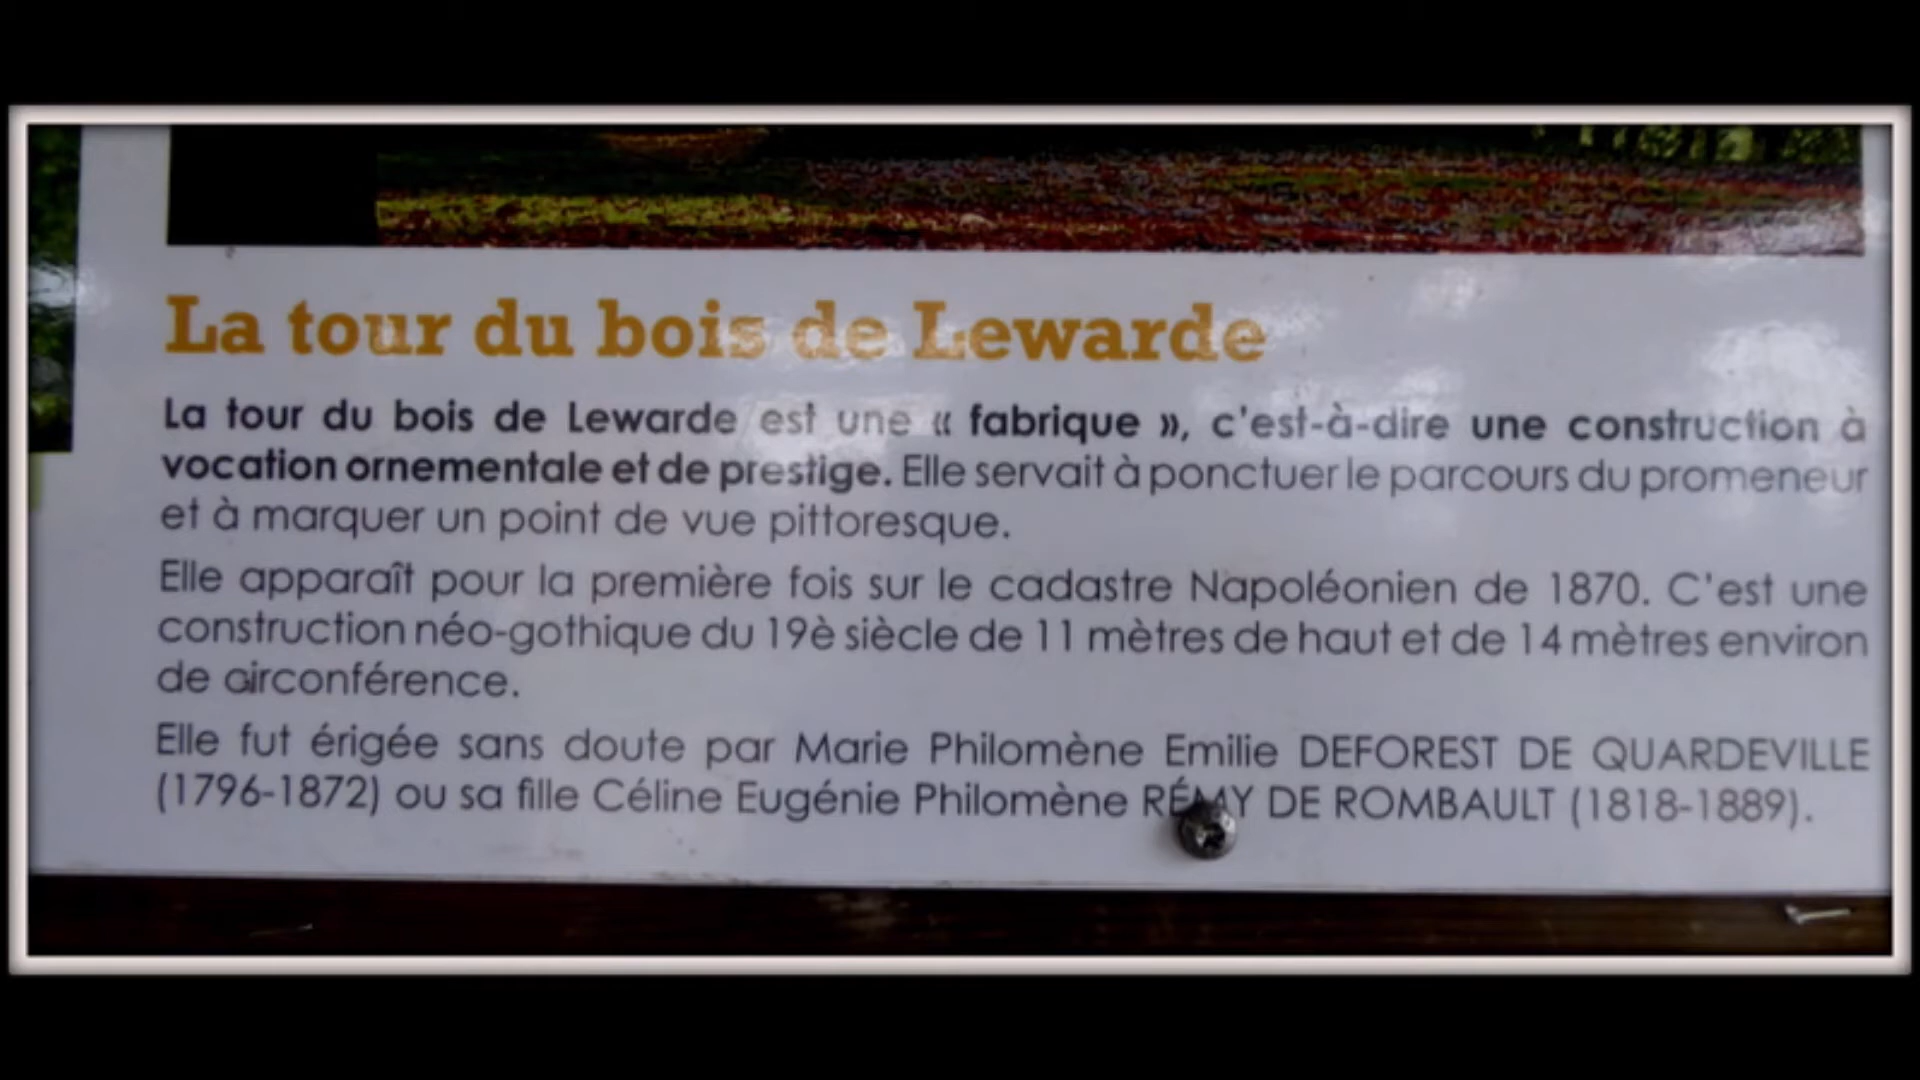 La tour du bois de Lewarde
La tour du bois de Lewarde est une « fabrique », c'est-à-dire une construction à
vocation ornementale et de prestige. Elle servait à ponctuer le parcours du promeneur
et à marquer un point de vue pittoresque.
Elle apparaît pour la première fois sur le cadastre Napoléonien de 1870. C'est une
construction néo-gothique du 19è siècle de 11 mètres de haut et de 14 mètres environ
de circonférence.
Elle fut érigée sans doute par Marie Philomène Emilie DEFOREST DE QUARDEVILLE
(1796-1872) ou sa fille Céline Eugénie Philomène RÉMY DE ROMBAULT (1818-1889).